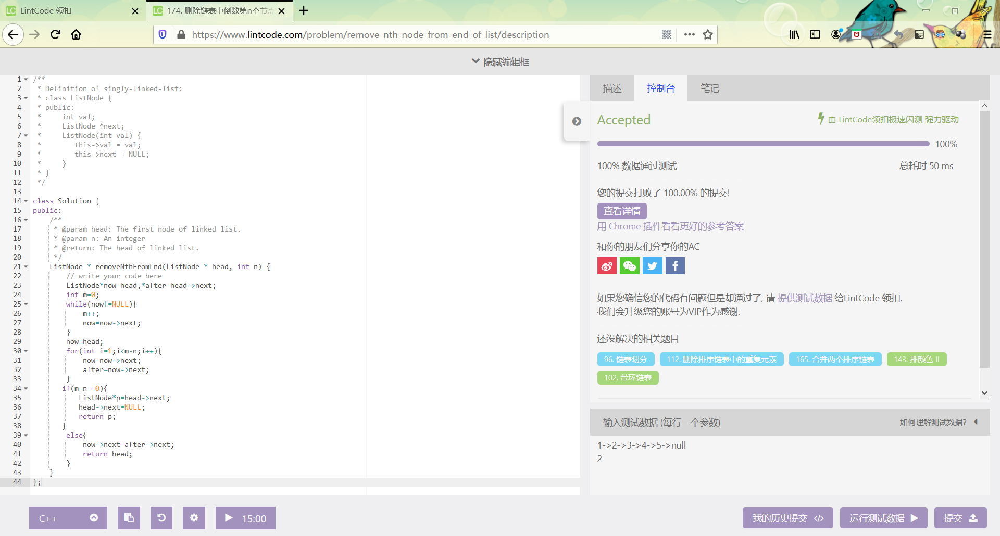 LintCode 领扣
174. 删除链表中倒数第n个节点
https://www.lintcode.com/problem/remove-nth-node-from-end-of-list/description
隐藏编辑框
1 /**
2 * Definition of singly-linked-list:
3 * class ListNode {
4 * public:
5 * int val;
6 * ListNode *next;
7 * ListNode(int val) {
8 * this->val = val;
9 * this->next = NULL;
10 * }
11 * }
12 */
13
14 class Solution {
15 public:
16 /**
17 * @param head: The first node of linked list.
18 * @param n: An integer
19 * @return: The head of linked list.
20 */
21 ListNode * removeNthFromEnd(ListNode * head, int n) {
22 // write your code here
23 ListNode*now=head,*after=head->next;
24 int m=0;
25 while(now!=NULL){
26 m++;
27 now=now->next;
28 }
29 now=head;
30 for(int i=1;i<m-n;i++){
31 now=now->next;
32 after=now->next;
33 }
34 if(m-n==0){
35 ListNode*p=head->next;
36 head->next=NULL;
37 return p;
38 }
39 else{
40 now->next=after->next;
41 return head;
42 }
43 }
44 };
C++
15:00
描述 控制台 笔记
Accepted
由 LintCode领扣极速闪测 强力驱动
100%
100% 数据通过测试
总耗时 50 ms
您的提交打败了 100.00% 的提交!
查看详情
用 Chrome 插件看看更好的参考答案
和你的朋友们分享你的AC
如果您确信您的代码有问题但是却通过了, 请 提供测试数据 给LintCode 领扣.
我们会升级您的账号为VIP作为感谢.
还没解决的相关题目
96. 链表划分 112. 删除排序链表中的重复元素 165. 合并两个排序链表 143. 排颜色 II
102. 带环链表
输入测试数据 (每行一个参数)
如何理解测试数据?
1->2->3->4->5->null
2
我的历史提交 </>
运行测试数据
提交